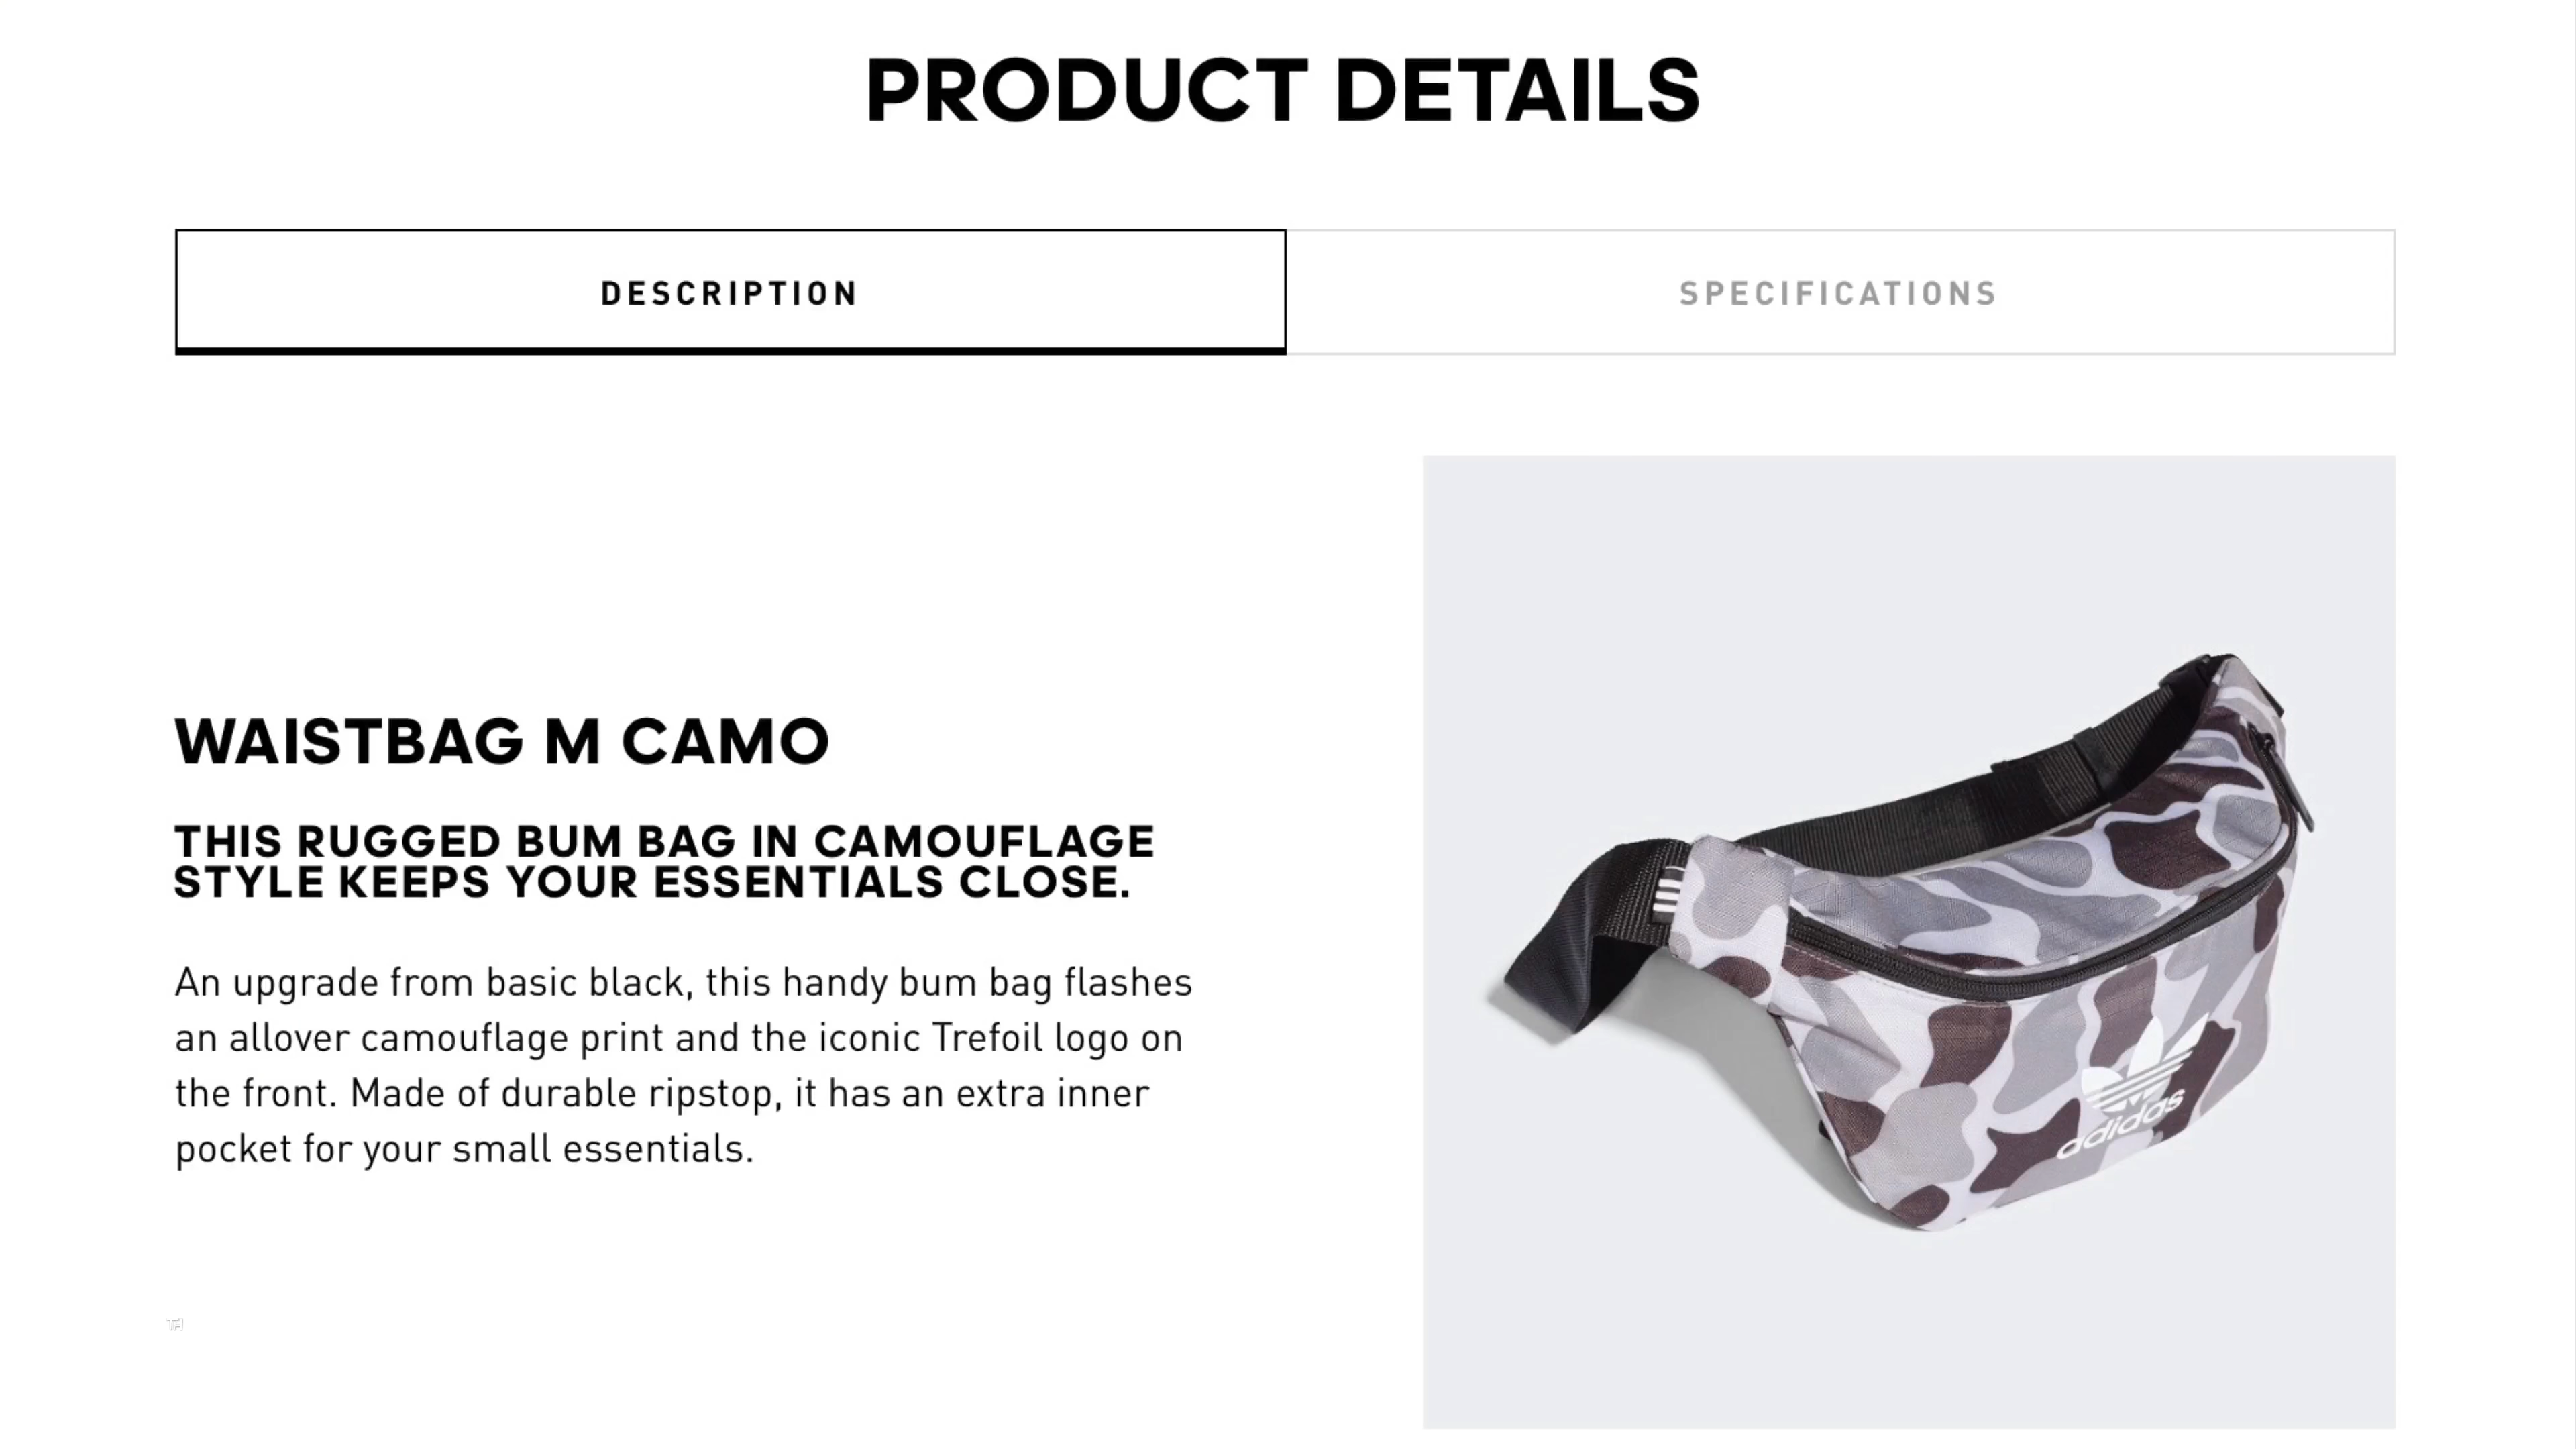 PRODUCT DETAILS
DESCRIPTION
SPECIFICATIONS
WAISTBAG M CAMO
THIS RUGGED BUM BAG IN CAMOUFLAGE
STYLE KEEPS YOUR ESSENTIALS CLOSE.
An upgrade from basic black, this handy bum bag flashes
an allover camouflage print and the iconic Trefoil logo on
the front. Made of durable ripstop, it has an extra inner
pocket for your small essentials.
adidas